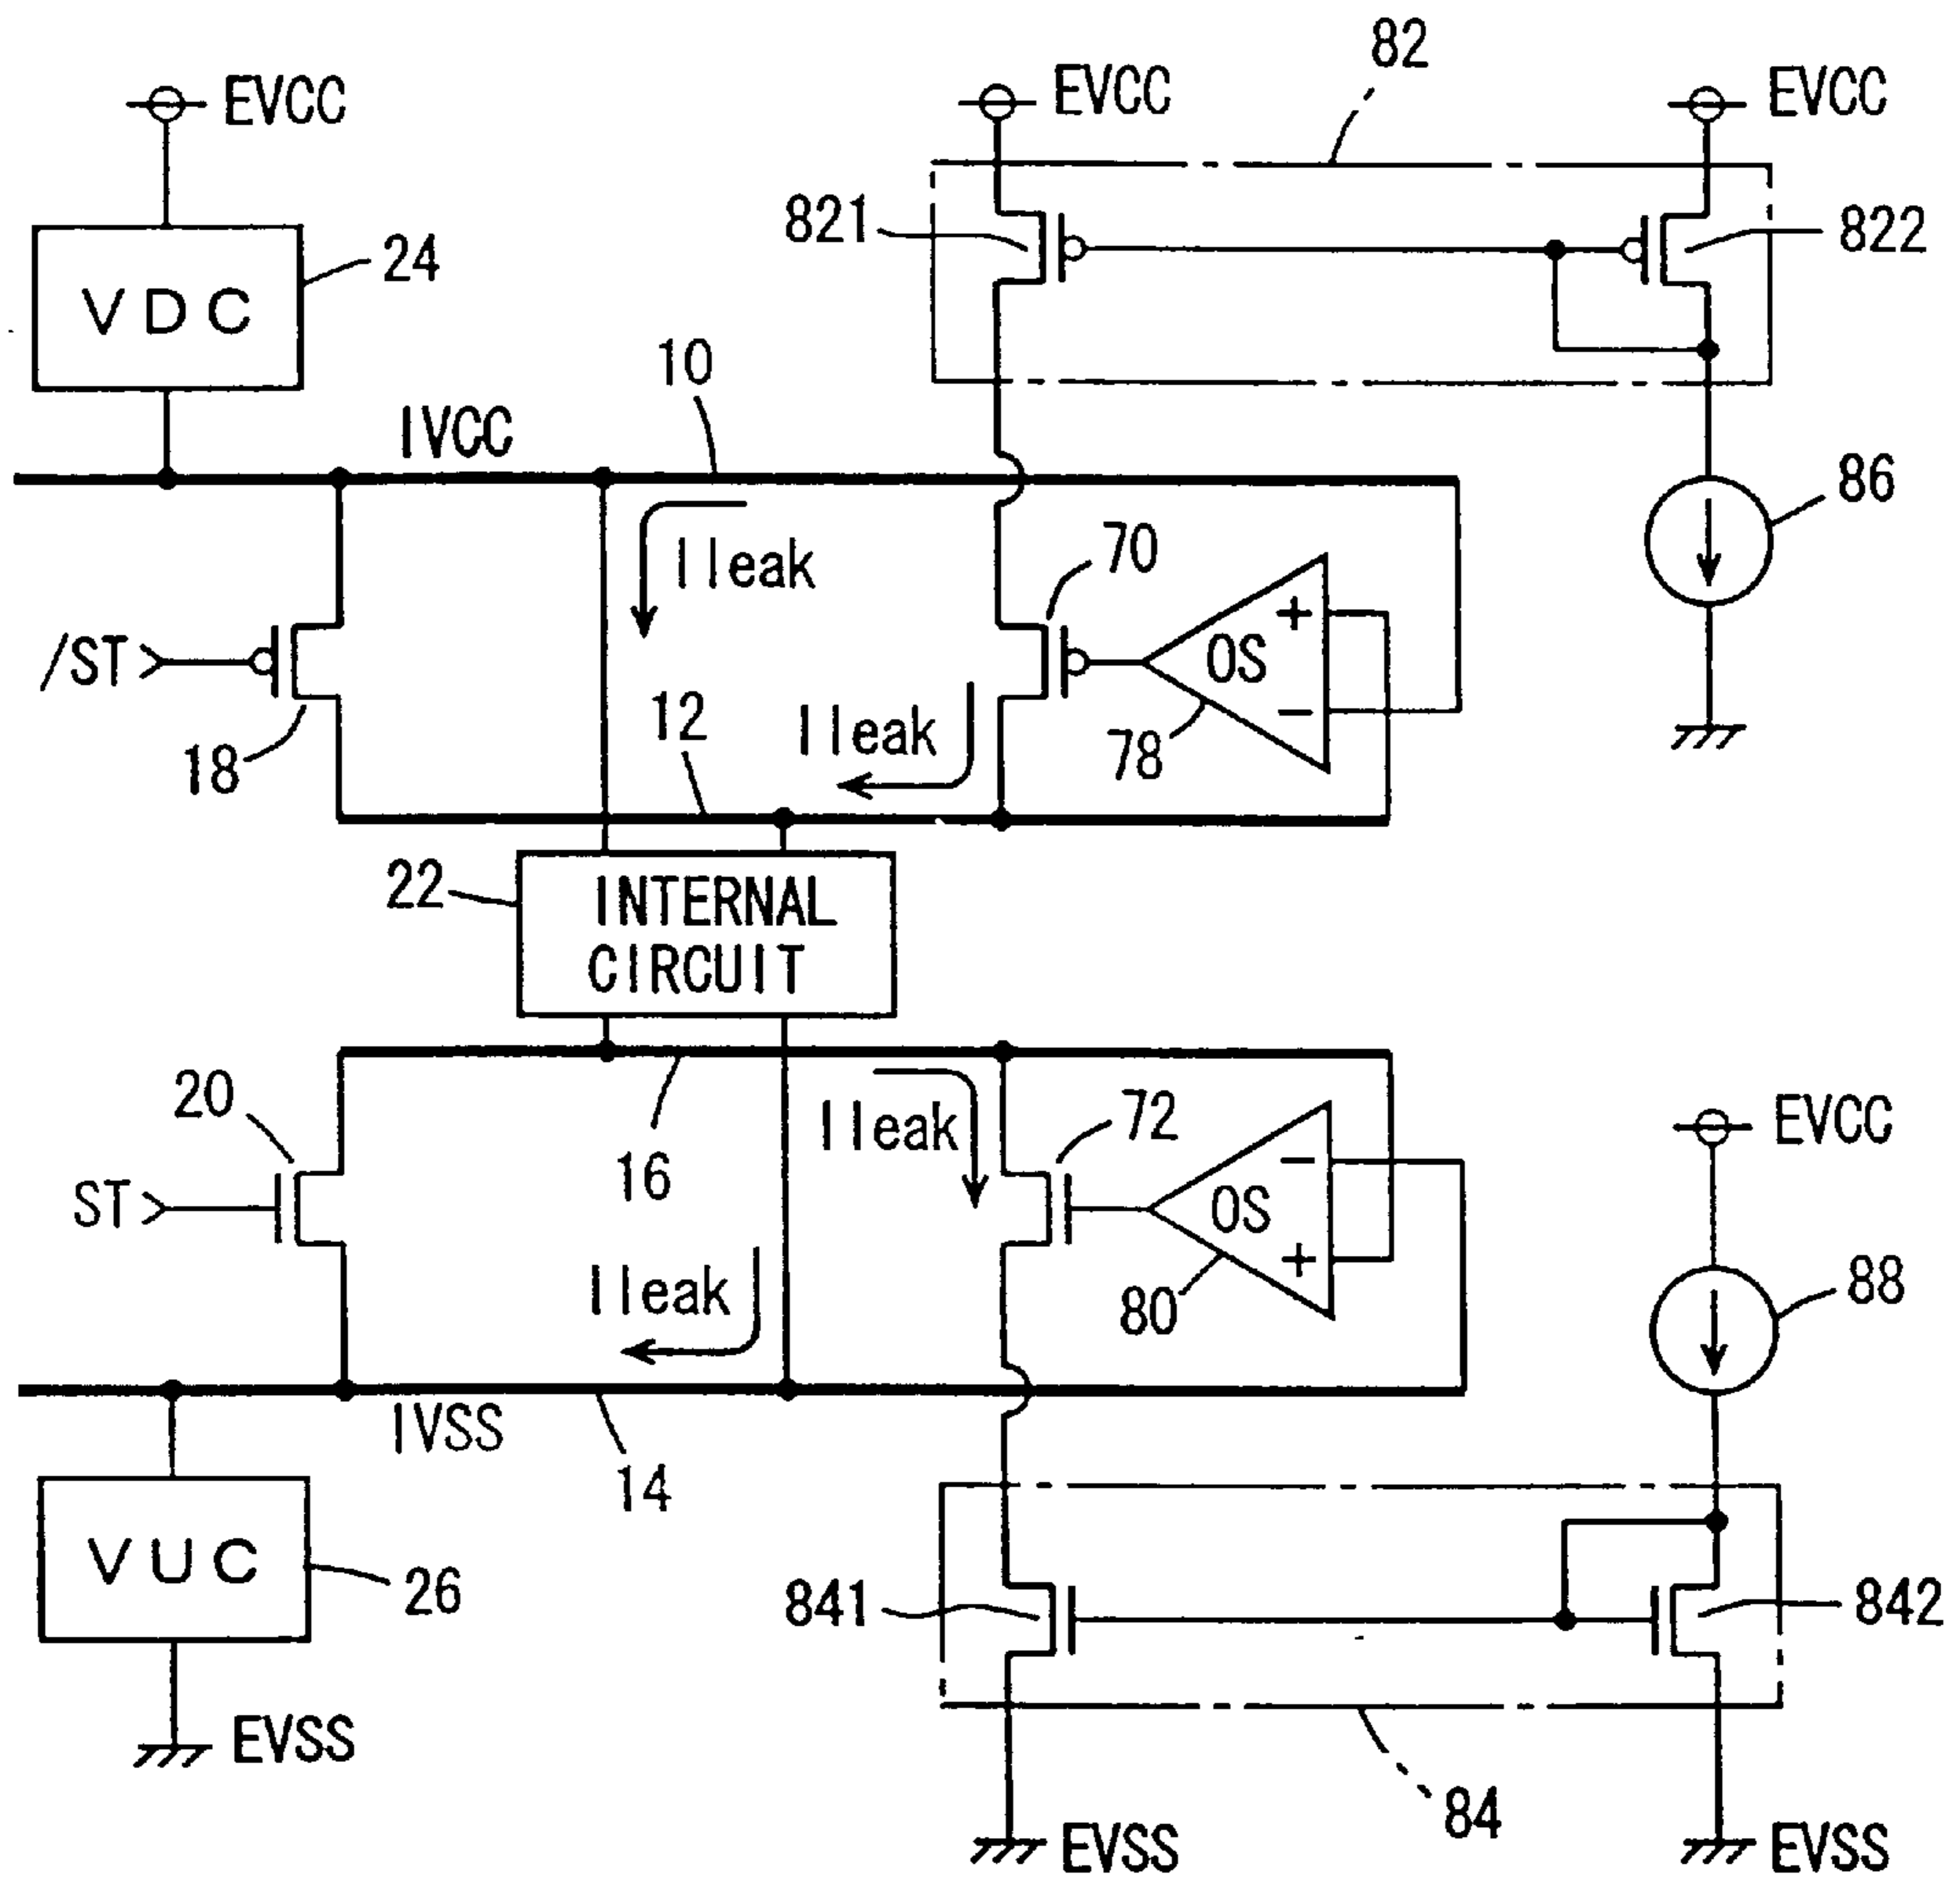 82
EVCC
EVCC
EVCC
821
822
24
VDC
10
IVCC
86
Ileak
70
+
OS
−
/ST
18
12
Ileak
78
22
INTERNAL
CIRCUIT
20
16
Ileak
72
EVCC
−
OS
+
ST
80
88
Ileak
IVSS
14
VUC
26
841
842
EVSS
84
EVSS
EVSS